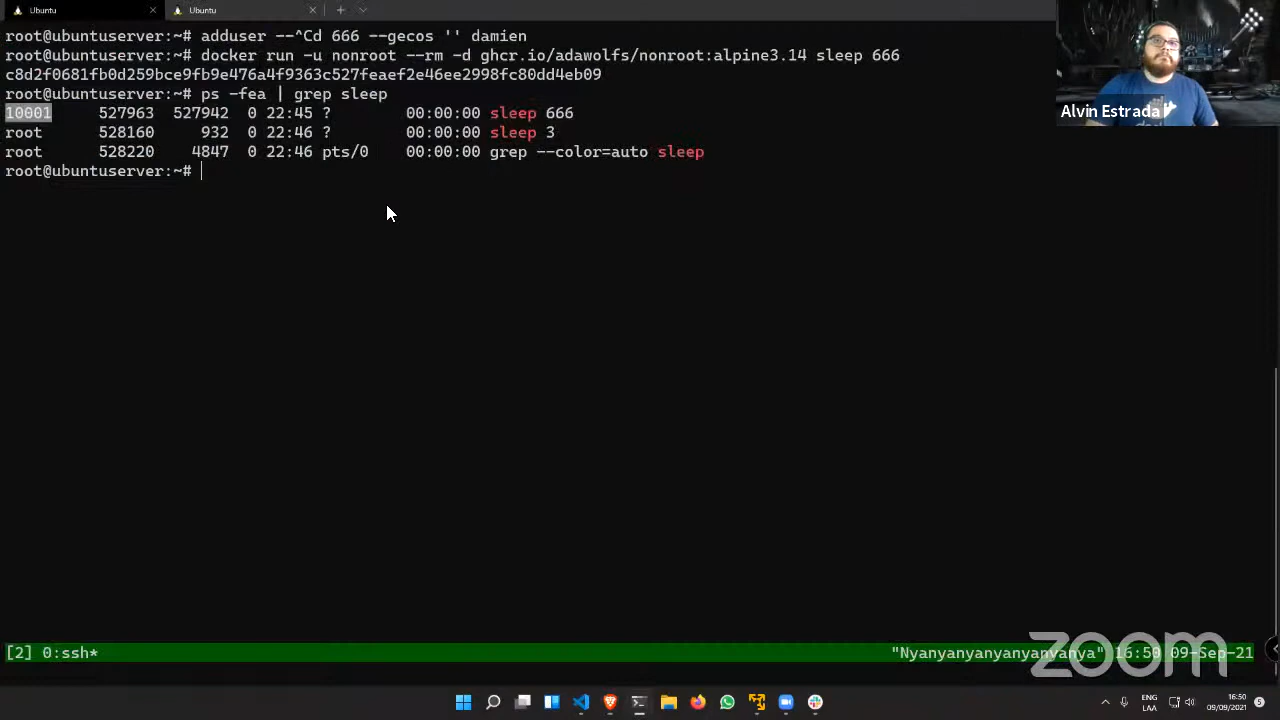 Ubuntu
Ubuntu
root@ubuntuserver:~# adduser --^Cd 666 --gecos '' damien
root@ubuntuserver:~# docker run -u nonroot --rm -d ghcr.io/adawolfs/nonroot:alpine3.14 sleep 666
c8d2f0681fb0d259bce9fb9e476a4f9363c527feaef2e46ee2998fc80dd4eb09
root@ubuntuserver:~# ps -fea | grep sleep
10001 527963 527942 0 22:45 ? 00:00:00 sleep 666
root 528160 932 0 22:46 ? 00:00:00 sleep 3
root 528220 4847 0 22:46 pts/0 00:00:00 grep --color=auto sleep
root@ubuntuserver:~#
Alvin Estrada
[2] 0:ssh* "Nyanyanyanyanyanya" 16:50 09-Sep-21
zoom
ENG
LAA
16:50
09/09/2021
5